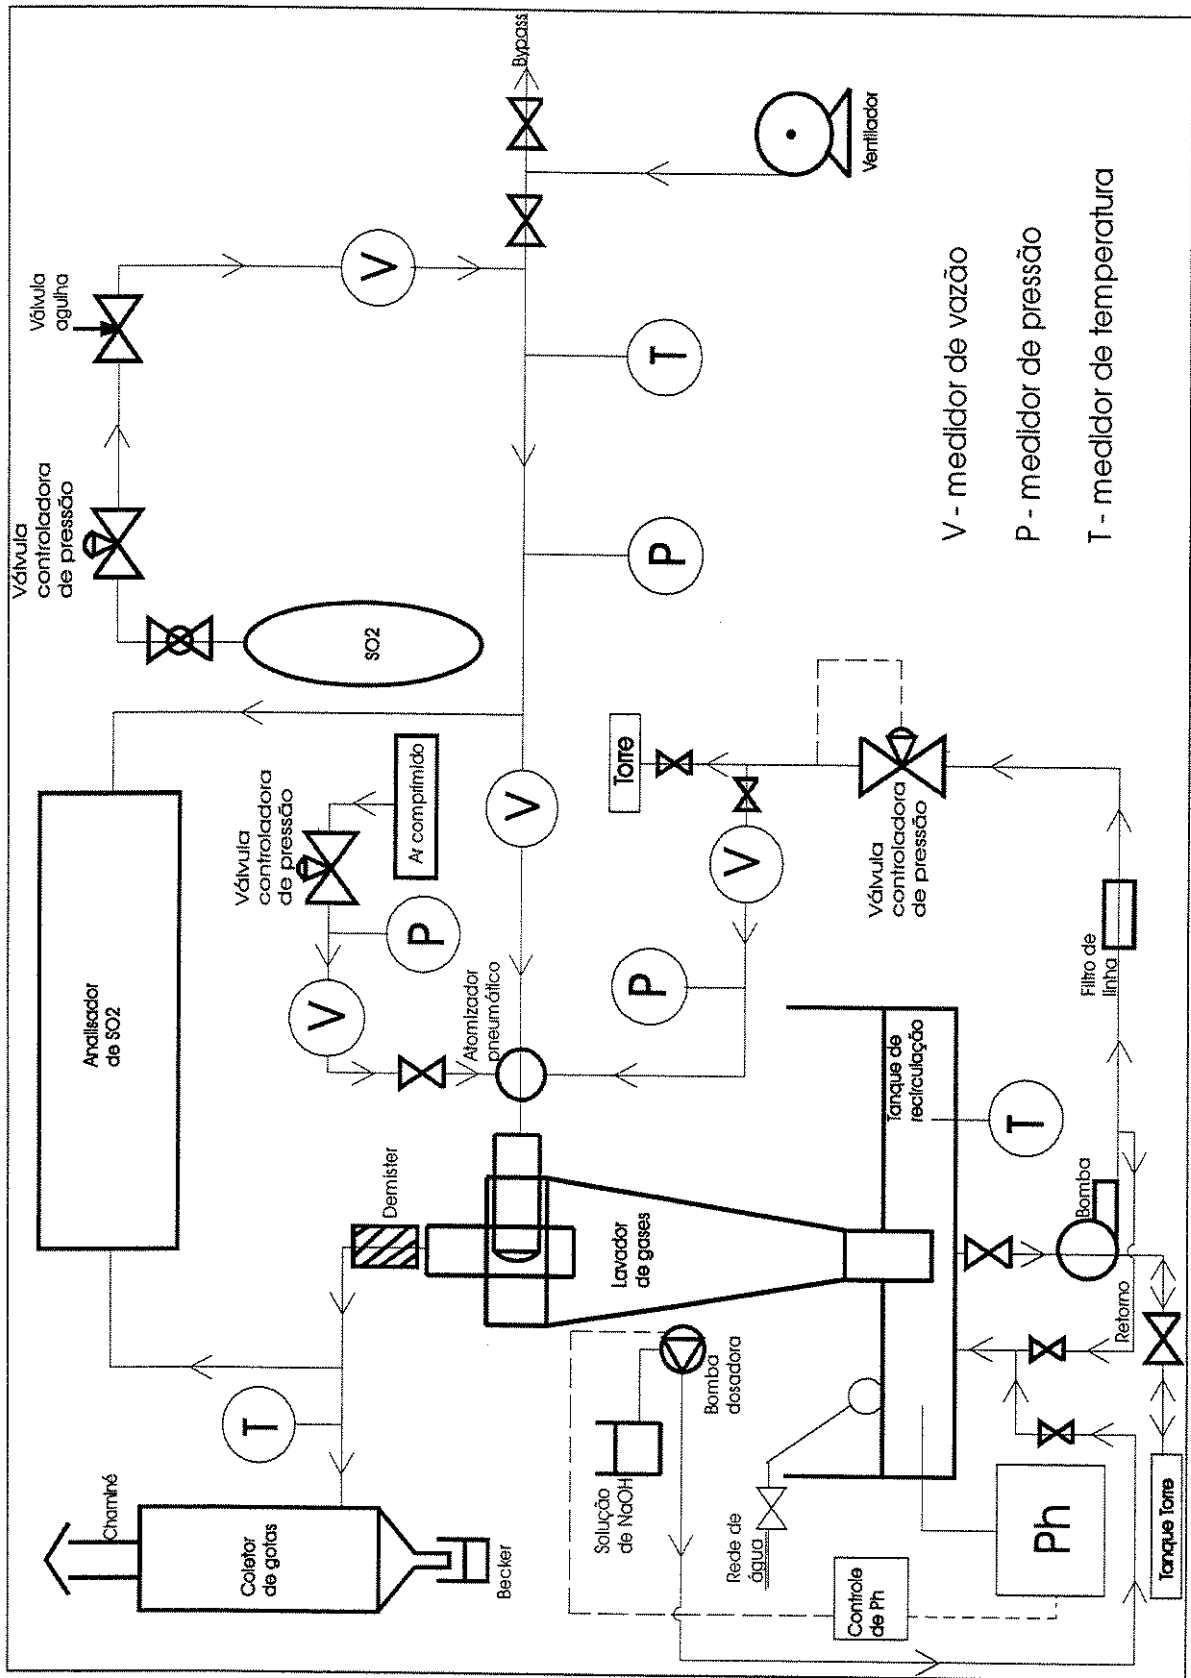 Chaminé
Coletor
de gotas
Becker
T
Analisador
de SO2
Demister
Válvula
controladora
de pressão
Ar comprimido
P
V
Atomizador
pneumático
Válvula
controladora
de pressão
SO2
Válvula
agulha
V
Bypass
V
P
T
Ventilador
Lavador
de gases
Solução
de NaOH
Bomba
dosadora
Rede de
água
Controle
de Ph
Ph
Tanque Torre
Tanque de
recirculação
T
Bomba
Retorno
Filtro de
linha
Torre
V
P
Válvula
controladora
de pressão
V - medidor de vazão
P - medidor de pressão
T - medidor de temperatura